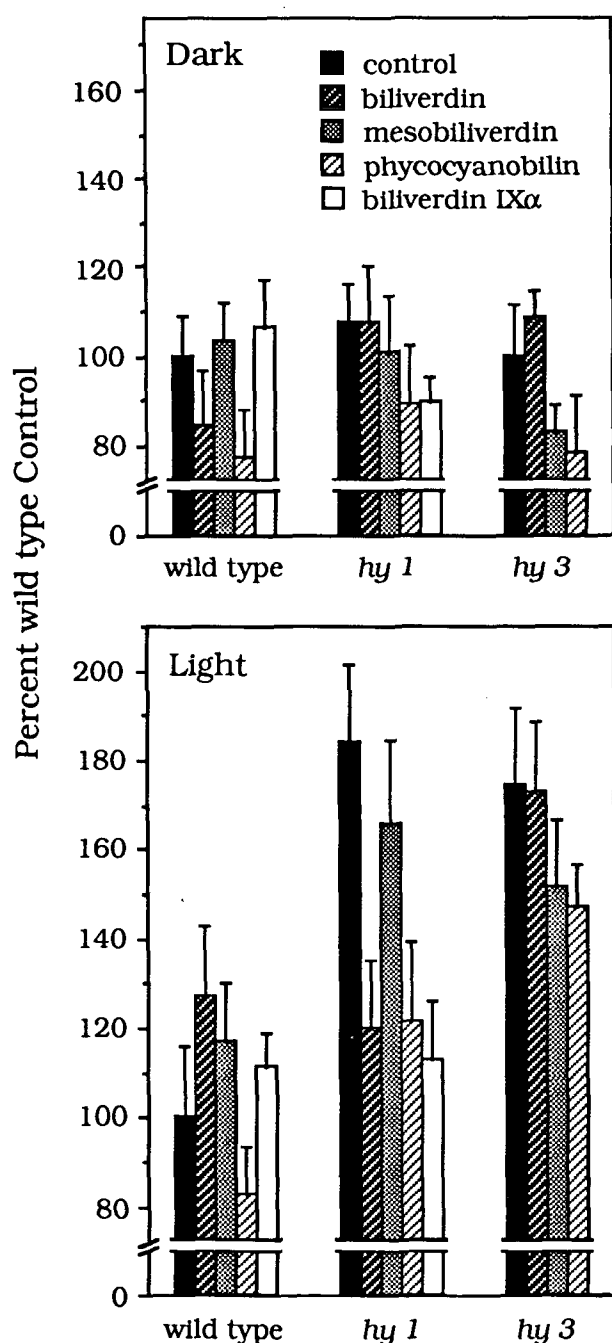 Percent wild type Control
Dark
control
biliverdin
mesobiliverdin
phycocyanobilin
biliverdin IXα
160
140
120
100
80
0
wild type
hy 1
hy 3
Light
200
180
160
140
120
100
80
0
wild type
hy 1
hy 3